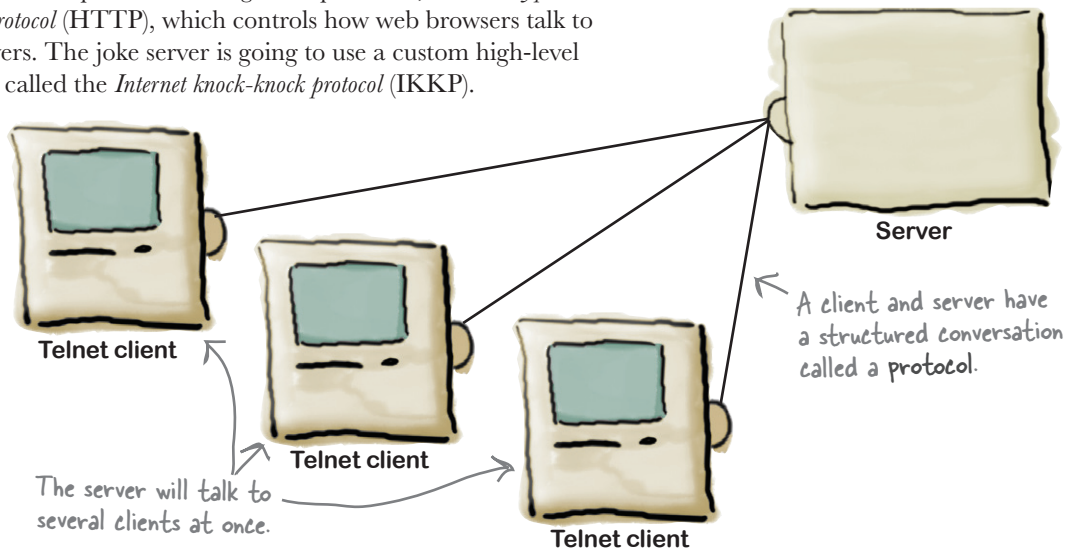 rotocol (HTTP), which controls how web browsers talk to
ers. The joke server is going to use a custom high-level
called the Internet knock-knock protocol (IKKP).
Server
A client and server have
a structured conversation
called a protocol.
Telnet client
Telnet client
Telnet client
The server will talk to
several clients at once.